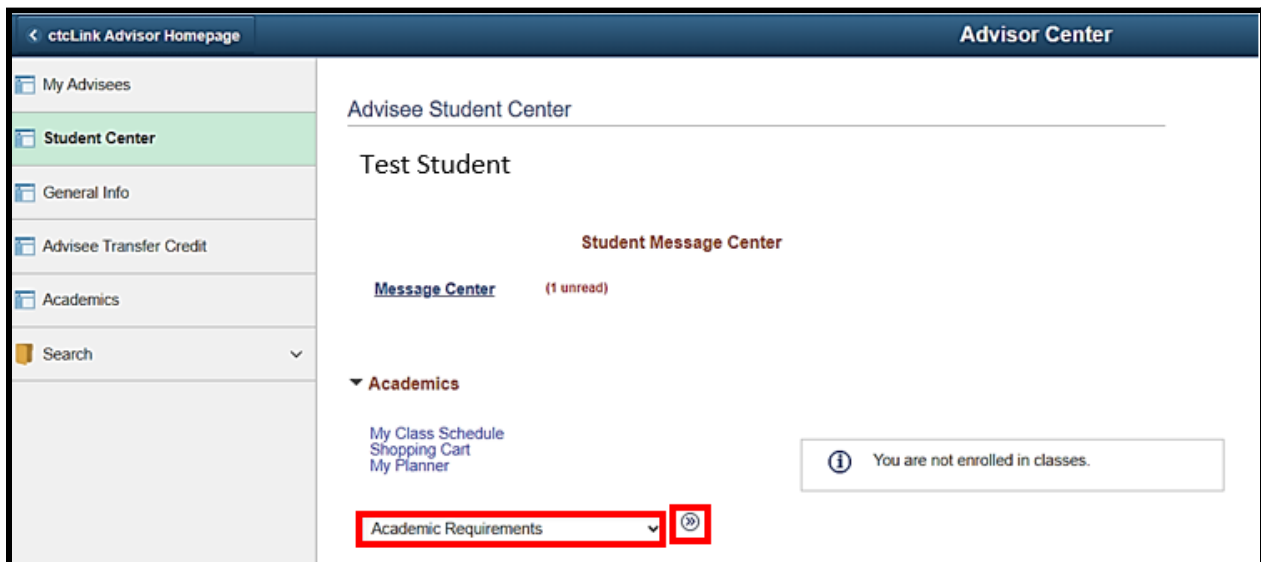 ctcLink Advisor Homepage
Advisor Center
My Advisees
Student Center
General Info
Advisee Transfer Credit
Academics
Search
Advisee Student Center
Test Student
Student Message Center
Message Center (1 unread)
Academics
My Class Schedule
Shopping Cart
My Planner
You are not enrolled in classes.
Academic Requirements